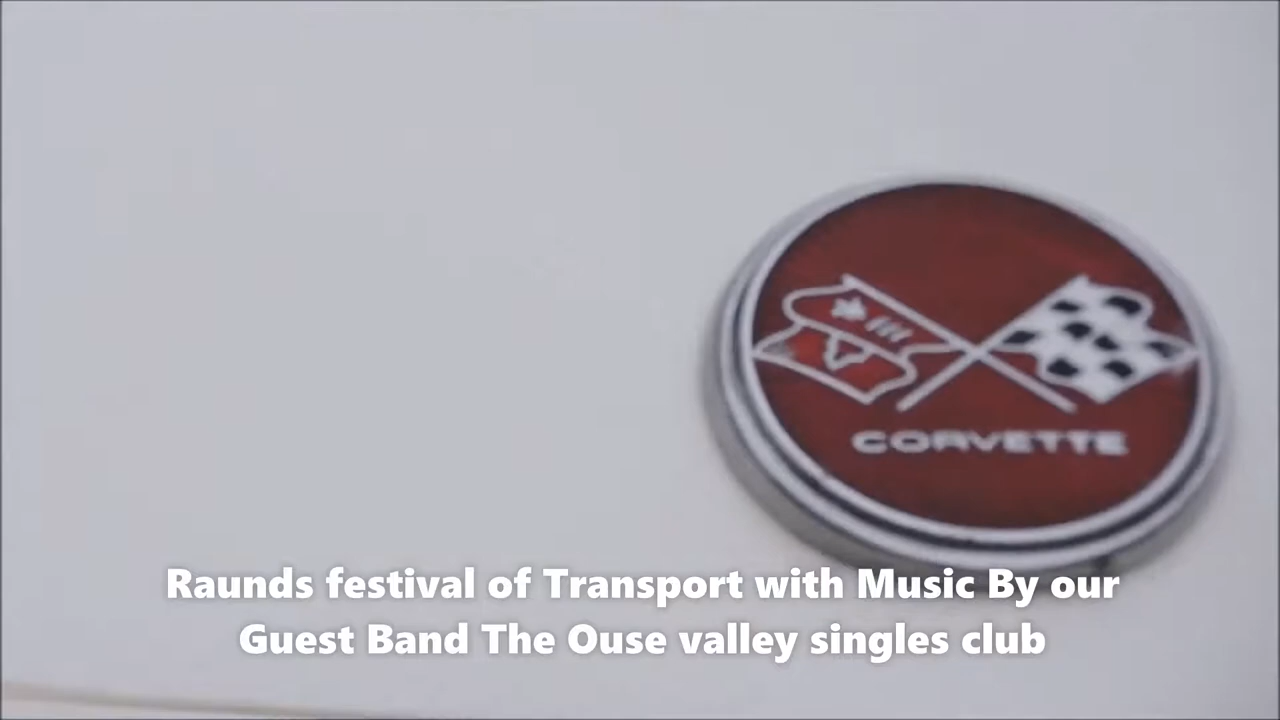 CORVETTE
Raunds festival of Transport with Music By our
Guest Band The Ouse valley singles club